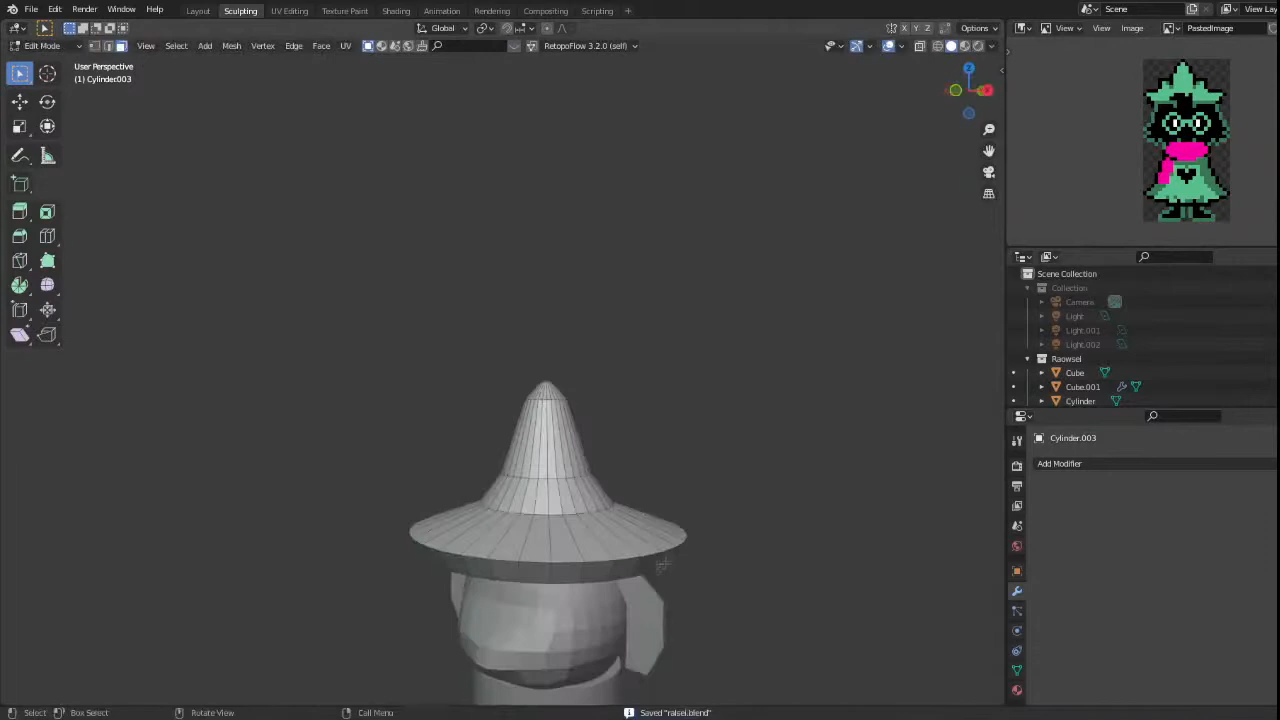 File Edit Render Window Help Layout Sculpting UV Editing Texture Paint Shading Animation Rendering Compositing Scripting + Scene View Lay
Global Options View Image PastedImage
Edit Mode View Select Add Mesh Vertex Edge Face UV RetopoFlow 3.2.0 (self)
X Y Z
User Perspective
(1) Cylinder.003
Z
Scene Collection
Collection
Camera
Light
Light.001
Light.002
Raowsel
Cube
Cube.001
Cylinder
Cylinder.003
Add Modifier
Select Box Select Rotate View Call Menu Saved "ralsei.blend"